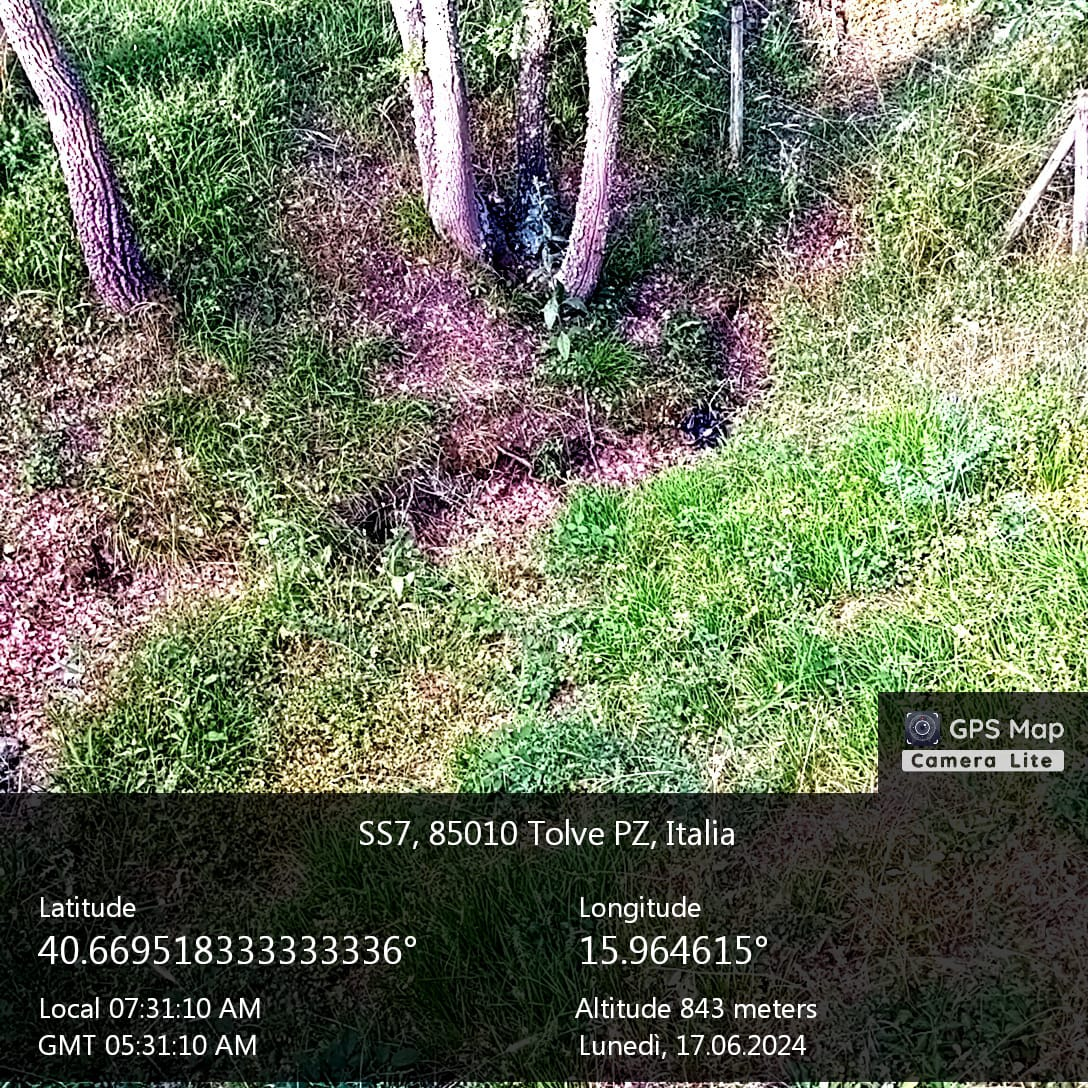 GPS Map
Camera Lite
SS7, 85010 Tolve PZ, Italia
Latitude
40.669518333333336°
Longitude
15.964615°
Local 07:31:10 AM
GMT 05:31:10 AM
Altitude 843 meters
Lunedì, 17.06.2024